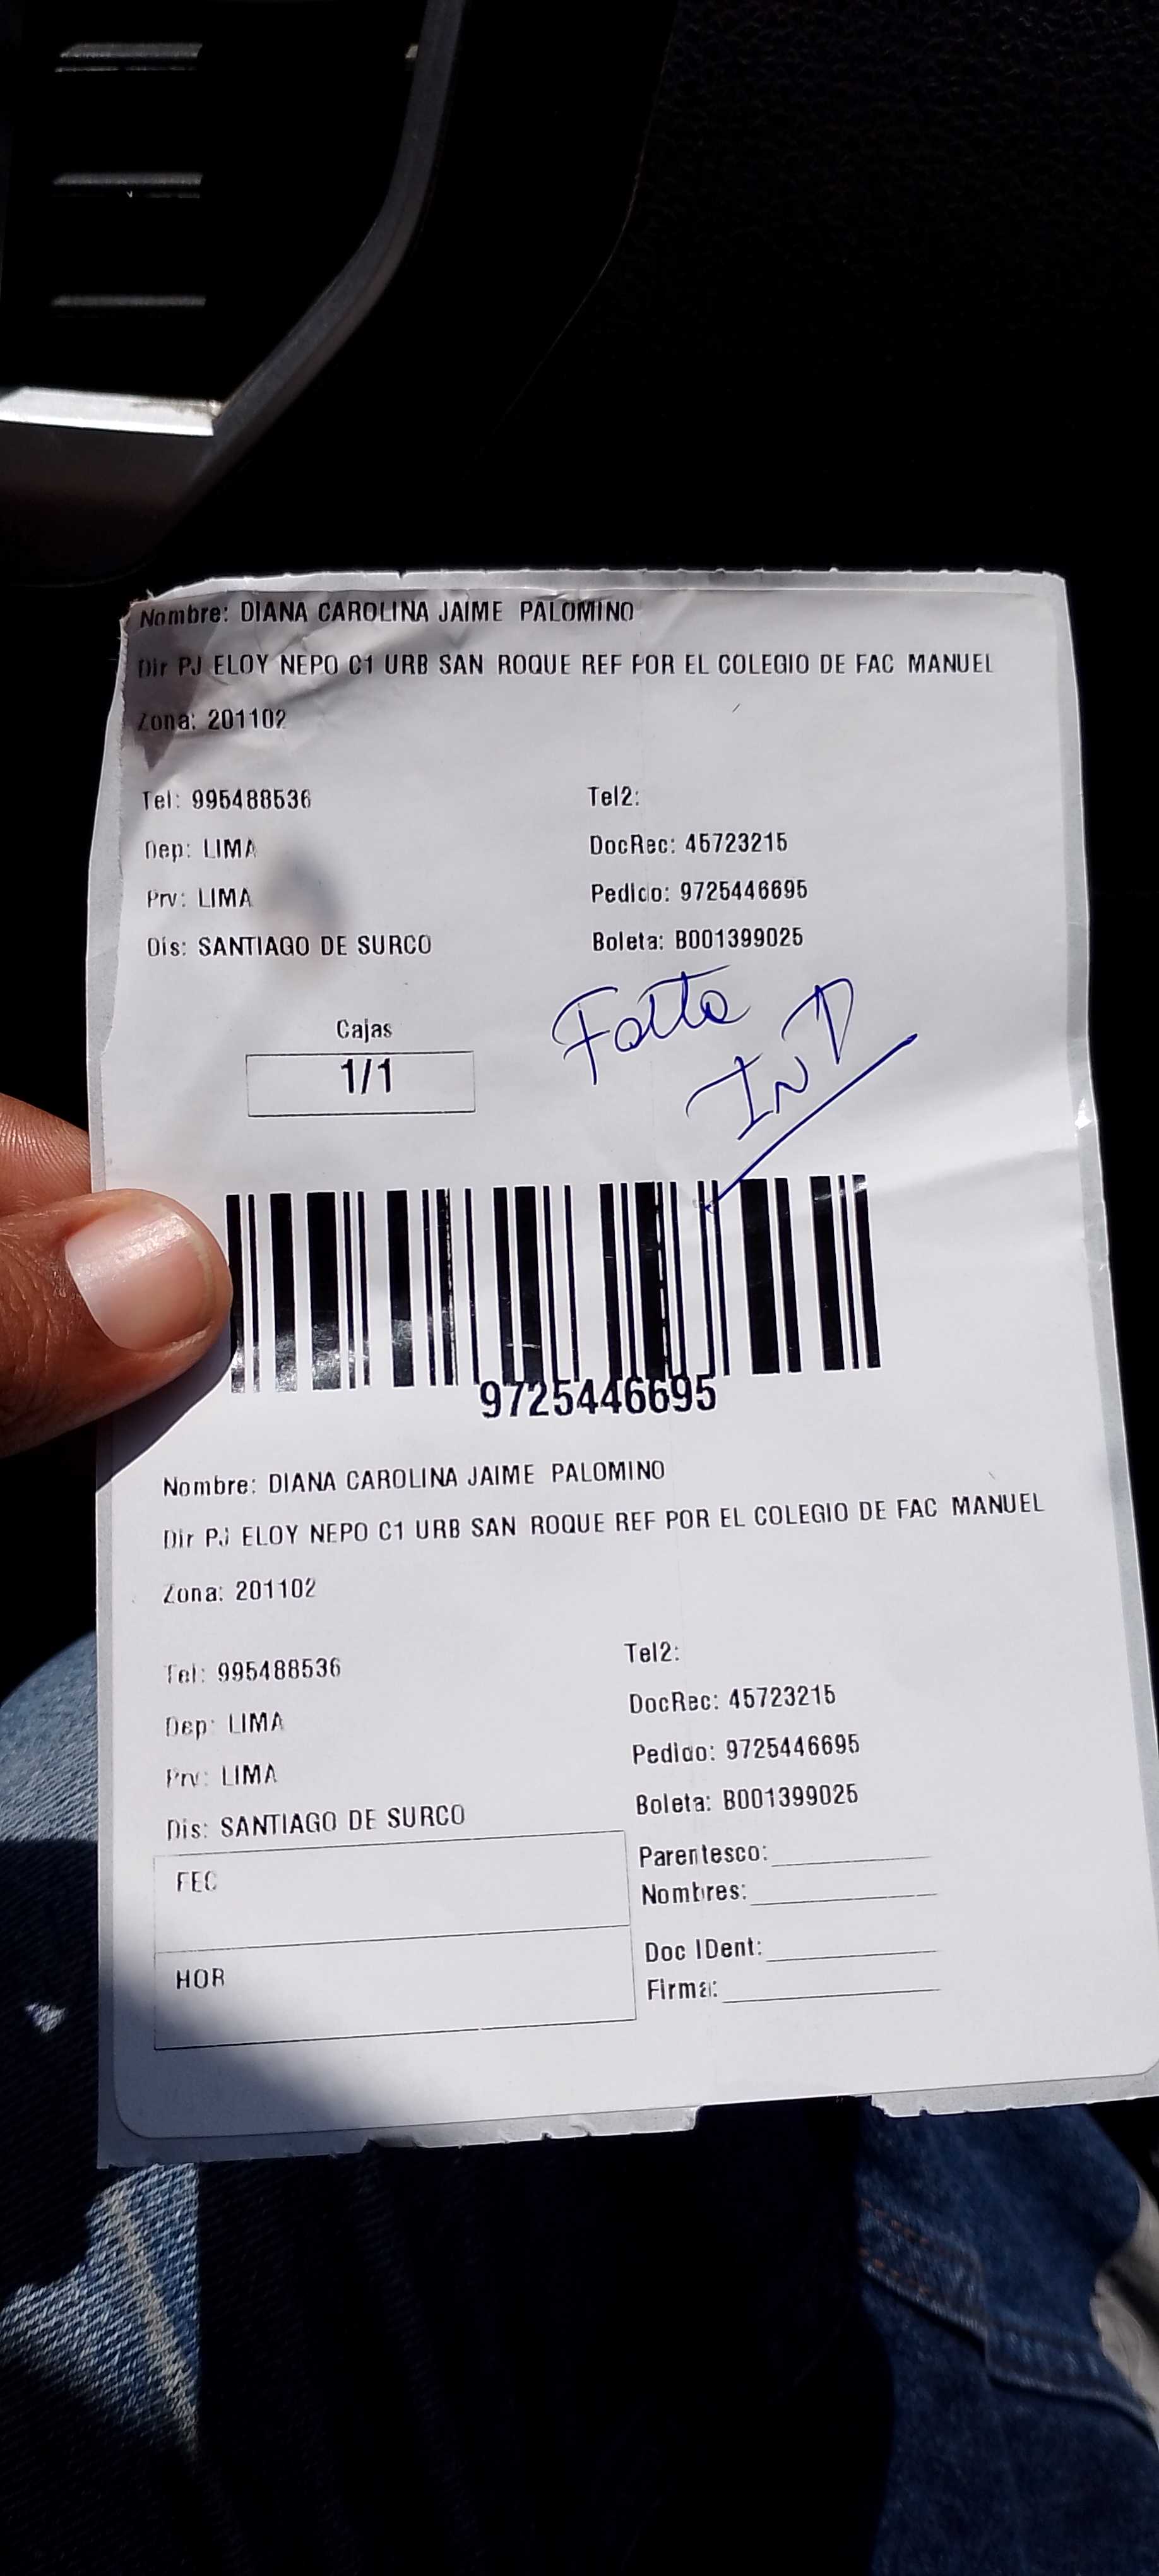 Nombre: DIANA CAROLINA JAIME PALOMINO
Dir PJ ELOY NEPO C1 URB SAN ROQUE REF POR EL COLEGIO DE FAC MANUEL
Zona: 201102
Tel: 995488536 Tel2:
Dep: LIMA DocRec: 45723215
Prv: LIMA Pedido: 9725446695
Dis: SANTIAGO DE SURCO Boleta: B001399025
Falta
Cajas
1/1
9725446695
Nombre: DIANA CAROLINA JAIME PALOMINO
Dir PJ ELOY NEPO C1 URB SAN ROQUE REF POR EL COLEGIO DE FAC MANUEL
Zona: 201102
Tel: 995488536 Tel2:
Dep: LIMA DocRec: 45723215
Prv: LIMA Pedido: 9725446695
Dis: SANTIAGO DE SURCO Boleta: B001399025
FEC Parentesco:
Nombres:
HOR Doc IDent:
Firma: